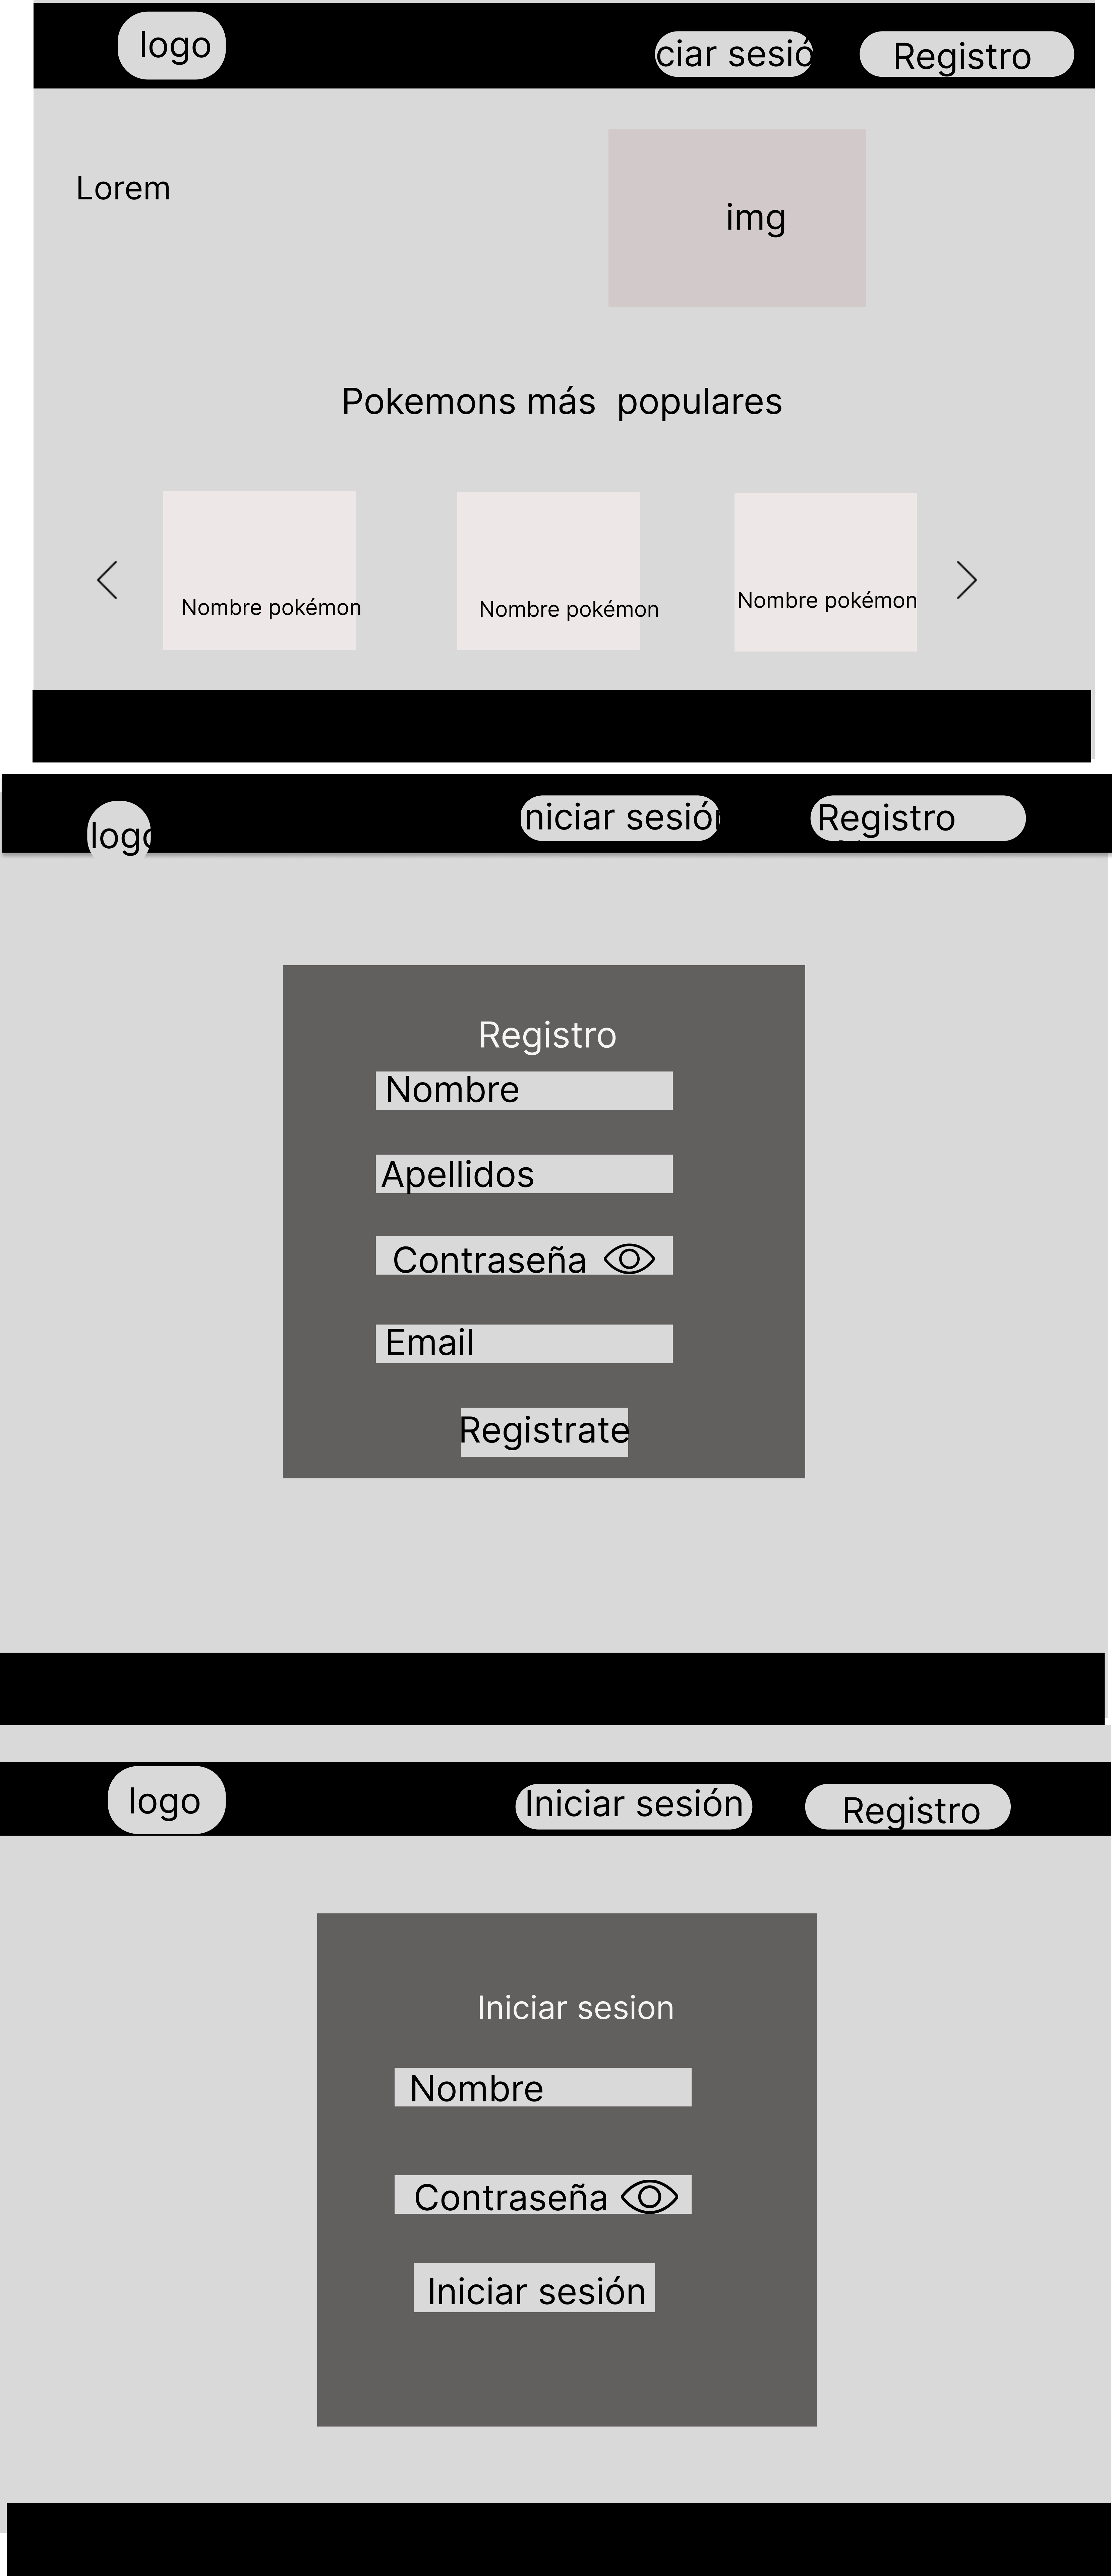 logo
ciar sesió
Registro
Lorem
img
Pokemons más  populares
Nombre pokémon
Nombre pokémon
Nombre pokémon
logo
niciar sesión
Registro
Registro
Nombre
Apellidos
Contraseña
Email
Registrate
logo
Iniciar sesión
Registro
Iniciar sesion
Nombre
Contraseña
Iniciar sesión